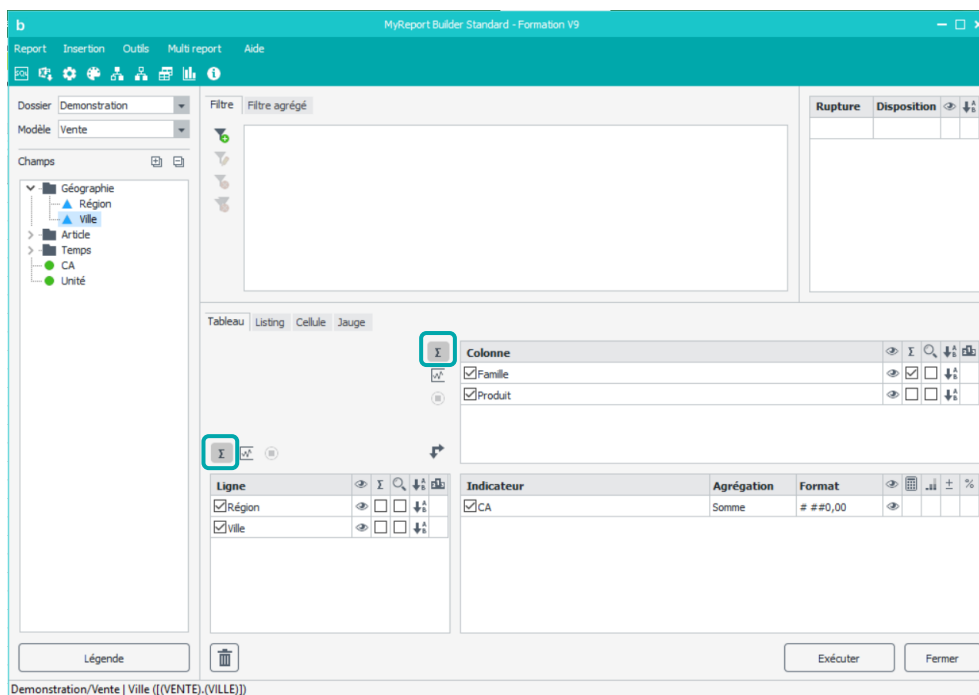 b MyReport Builder Standard - Formation V9
Report Insertion Outils Multi report Aide
Dossier Demonstration
Modèle Vente
Champs
Géographie
Région
Ville
Article
Temps
CA
Unité
Légende
Filtre Filtre agrégé
Rupture Disposition
Tableau Listing Cellule Jauge
Σ
Colonne Σ
Famille
Produit
Σ
Ligne Σ
Région
Ville
Indicateur Agrégation Format ± %
CA Somme # ##0,00
Exécuter Fermer
Demonstration/Vente | Ville ([(VENTE).(VILLE)])